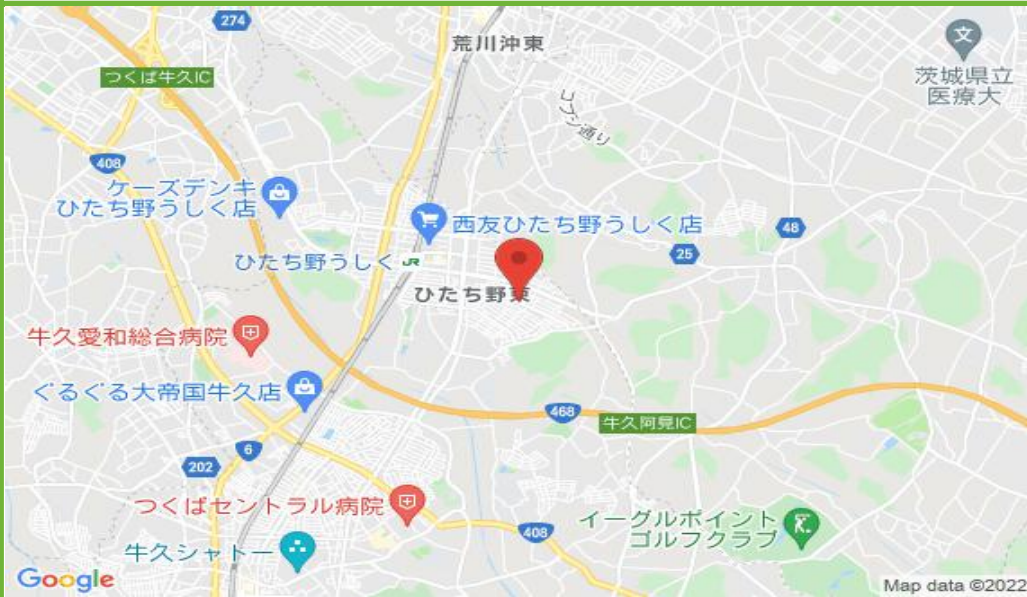 274
荒川沖東
文
茨城県立
医療大
つくば牛久IC
コブシ通り
408
ケーズデンキ
ひたち野うしく店
西友ひたち野うしく店
48
25
ひたち野うしく
JR
ひたち野東
牛久愛和総合病院
ぐるぐる大帝国牛久店
468
牛久阿見IC
6
202
つくばセントラル病院
408
イーグルポイント
ゴルフクラブ
牛久シャトー
Google
Map data ©2022